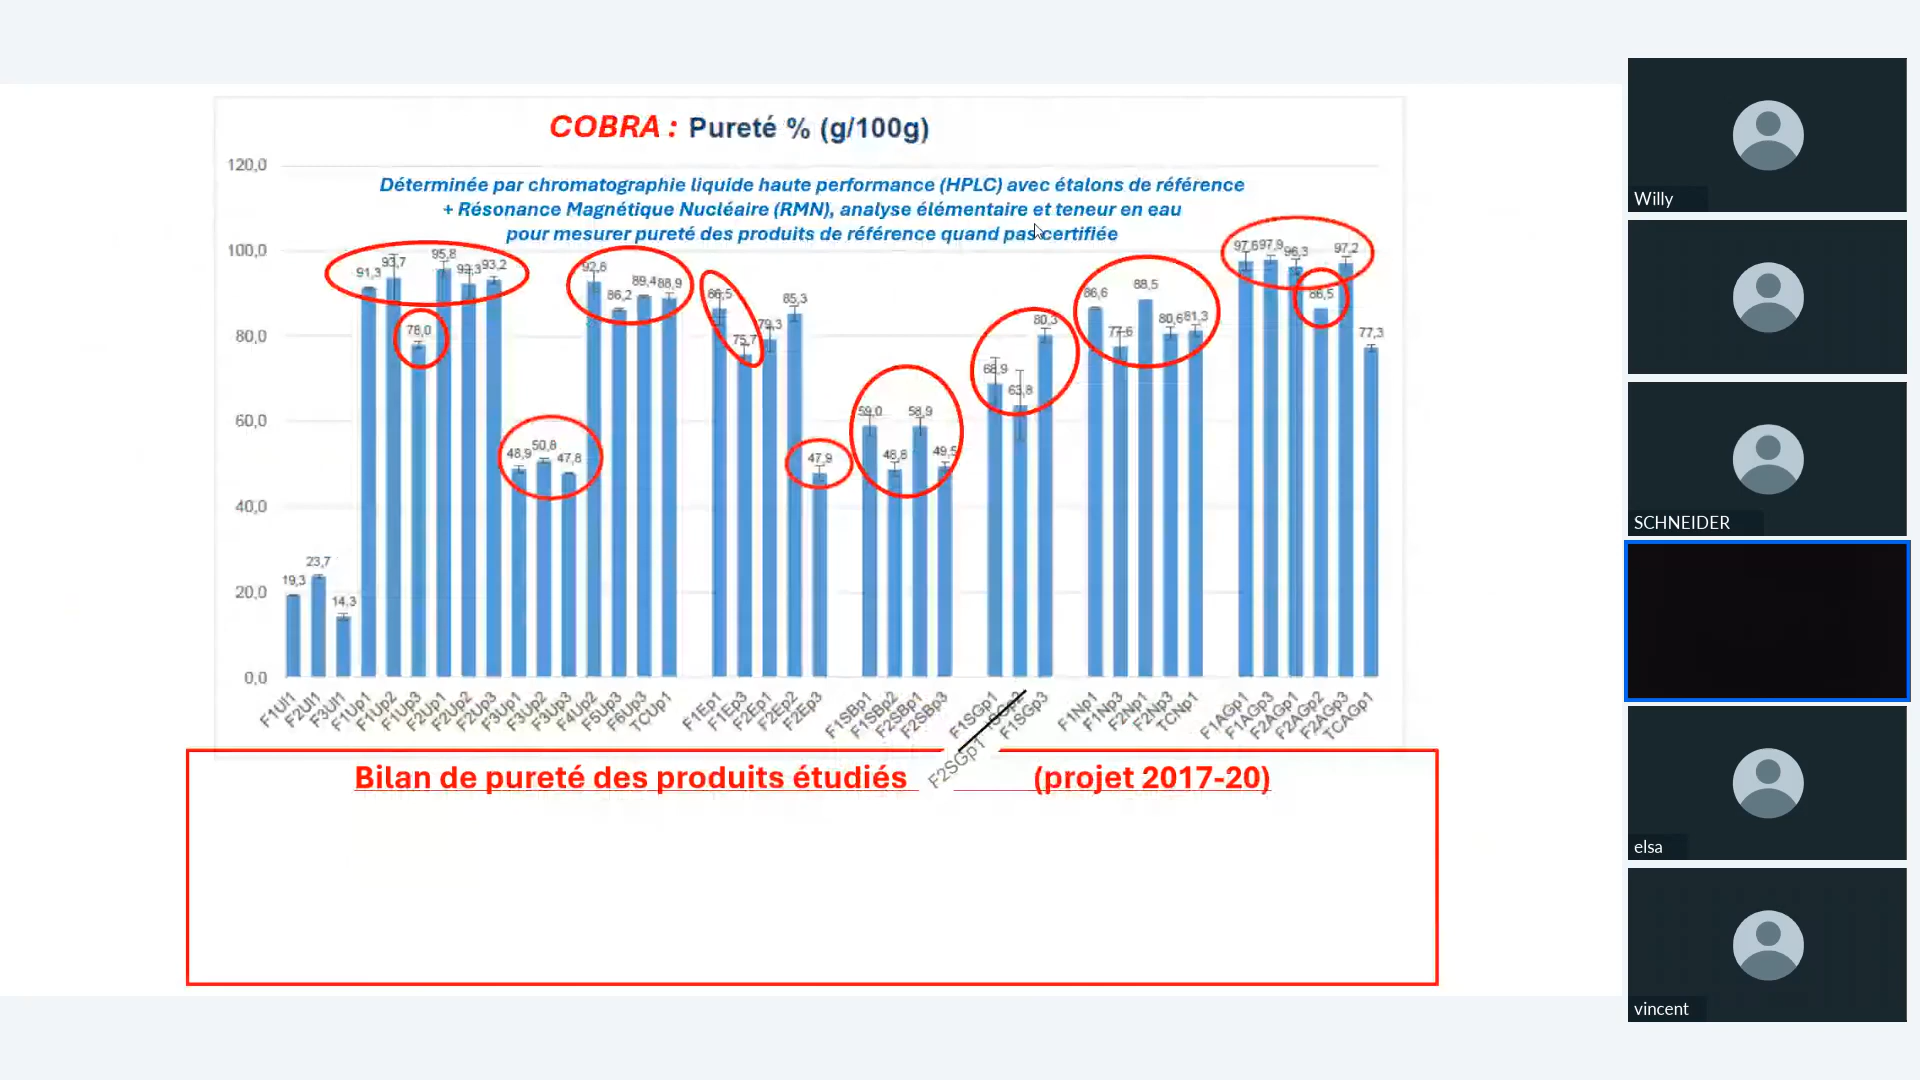 COBRA : Pureté % (g/100g)
Déterminée par chromatographie liquide haute performance (HPLC) avec étalons de référence
+ Résonance Magnétique Nucléaire (RMN), analyse élémentaire et teneur en eau
pour mesurer pureté des produits de référence quand pas certifiée
120,0
100,0
80,0
60,0
40,0
20,0
0,0
19,3
23,7
14,3
91,3
93,7
78,0
95,8
92,3
93,2
48,9
50,8
47,8
92,6
86,2
89,4
88,9
86,5
75,7
79,3
85,3
47,9
59,0
48,8
58,9
49,5
68,9
63,8
80,3
86,6
77,6
88,5
80,6
81,3
97,6
97,9
96,3
86,5
97,2
77,3
F1UI1
F2UI1
F3UI1
F1Up1
F1Up2
F1Up3
F2Up1
F2Up2
F2Up3
F3Up1
F3Up2
F3Up3
F4Up2
F5Up3
F6Up3
TCUp1
F1Ep1
F1Ep3
F2Ep1
F2Ep2
F2Ep3
F1SBp1
F1SBp2
F2SBp1
F2SBp3
F1SGp1
F1SGp3
F2SGp1
F1Np1
F1Np3
F2Np1
F2Np3
TCNp1
F1AGp1
F1AGp3
F2AGp1
F2AGp2
F2AGp3
TCAGp1
Bilan de pureté des produits étudiés (projet 2017-20)
Willy
SCHNEIDER
elsa
vincent